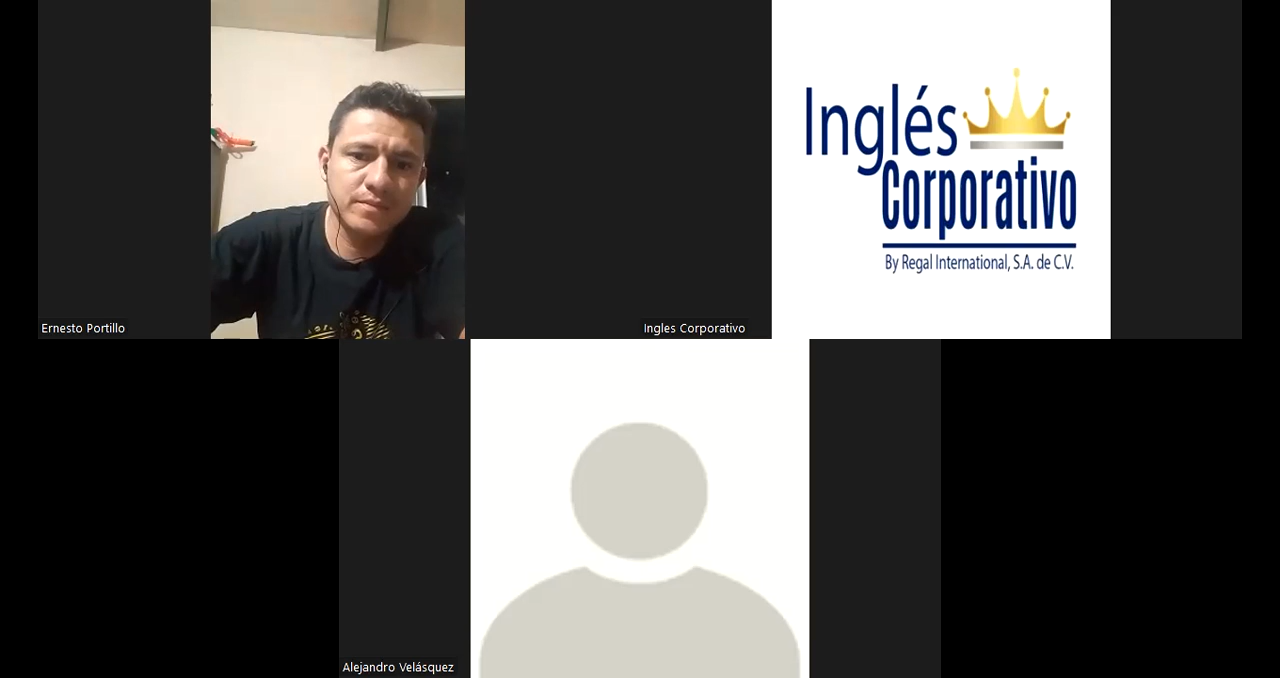 Inglés
Corporativo
By Regal International, S.A. de C.V.
Ernesto Portillo
Ingles Corporativo
Alejandro Velásquez